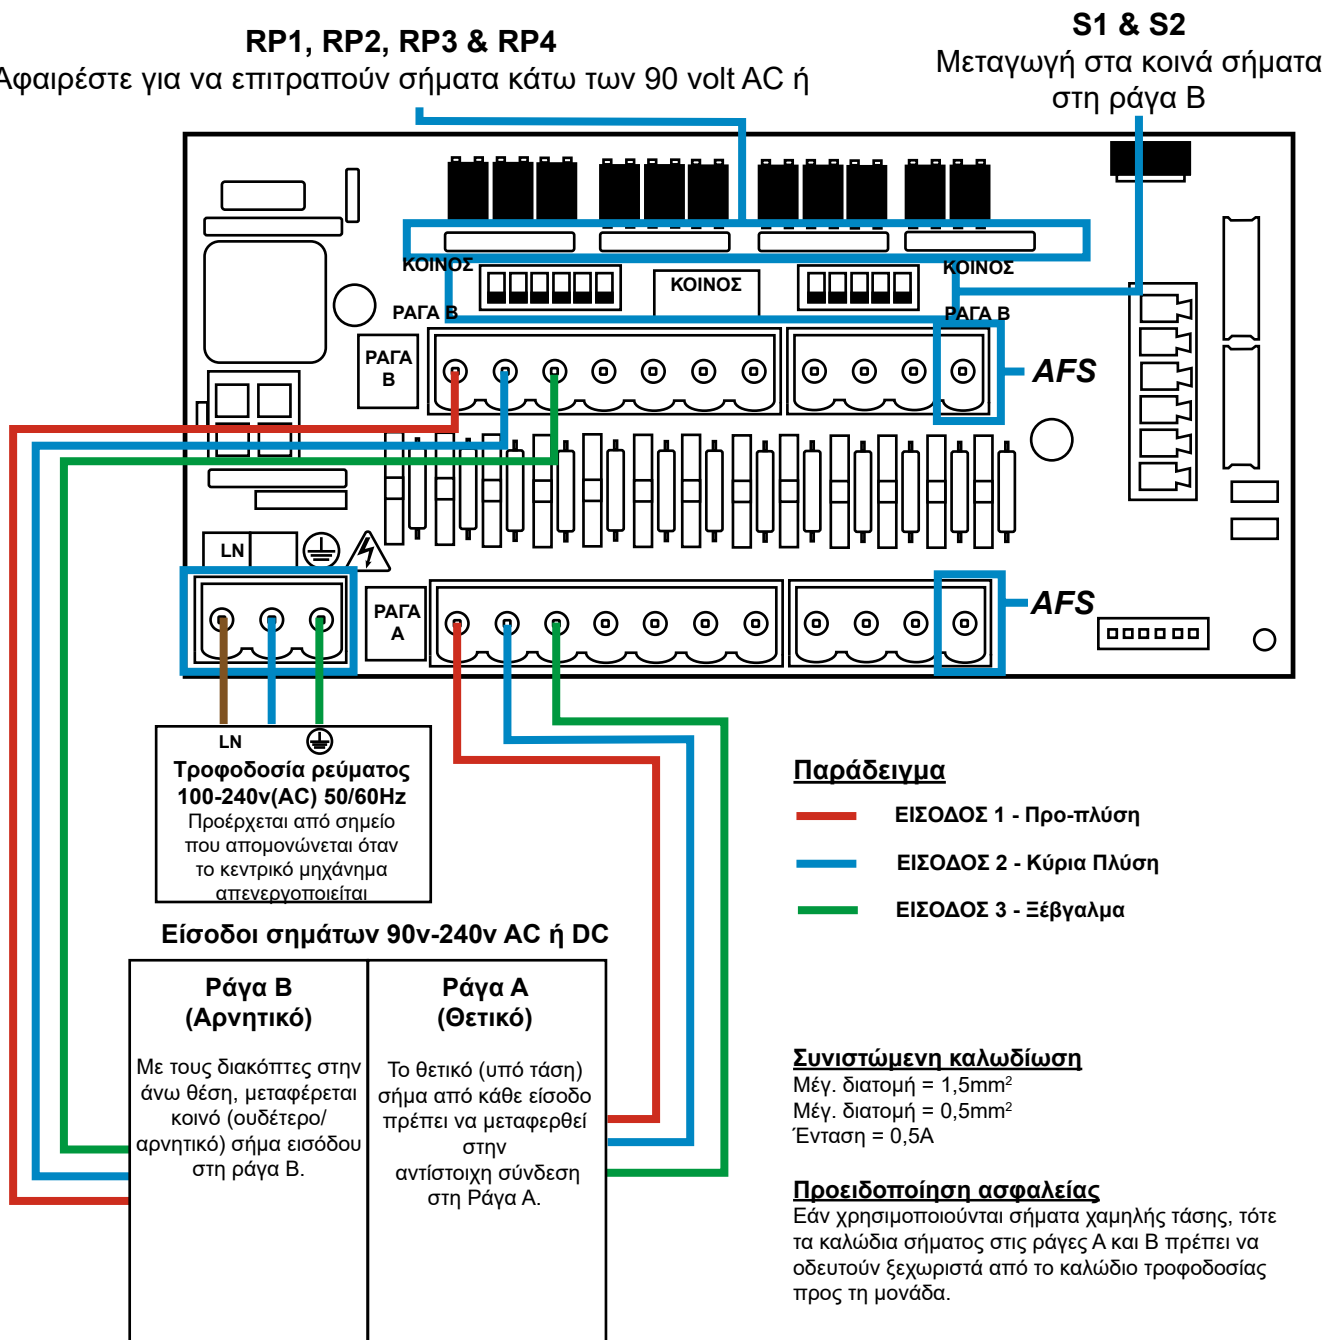 RP1, RP2, RP3 & RP4
Αφαιρέστε για να επιτραπούν σήματα κάτω των 90 volt AC ή
S1 & S2
Μεταγωγή στα κοινά σήματα
στη ράγα B
ΚΟΙΝΟΣ
ΚΟΙΝΟΣ
ΚΟΙΝΟΣ
ΡΑΓΑ B
ΡΑΓΑ B
ΡΑΓΑ
B
AFS
LN
ΡΑΓΑ
A
AFS
LN
Τροφοδοσία ρεύματος
100-240v(AC) 50/60Hz
Προέρχεται από σημείο
που απομονώνεται όταν
το κεντρικό μηχάνημα
απενεργοποιείται
Παράδειγμα
ΕΙΣΟΔΟΣ 1 - Προ-πλύση
ΕΙΣΟΔΟΣ 2 - Κύρια Πλύση
ΕΙΣΟΔΟΣ 3 - Ξέβγαλμα
Είσοδοι σημάτων 90v-240v AC ή DC
Ράγα B
(Αρνητικό)
Με τους διακόπτες στην
άνω θέση, μεταφέρεται
κοινό (ουδέτερο/
αρνητικό) σήμα εισόδου
στη ράγα B.
Ράγα A
(Θετικό)
Το θετικό (υπό τάση)
σήμα από κάθε είσοδο
πρέπει να μεταφερθεί
στην
αντίστοιχη σύνδεση
στη Ράγα A.
Συνιστώμενη καλωδίωση
Μέγ. διατομή = 1,5mm²
Μέγ. διατομή = 0,5mm²
Ένταση = 0,5A
Προειδοποίηση ασφαλείας
Εάν χρησιμοποιούνται σήματα χαμηλής τάσης, τότε
τα καλώδια σήματος στις ράγες A και B πρέπει να
οδευτούν ξεχωριστά από το καλώδιο τροφοδοσίας
προς τη μονάδα.